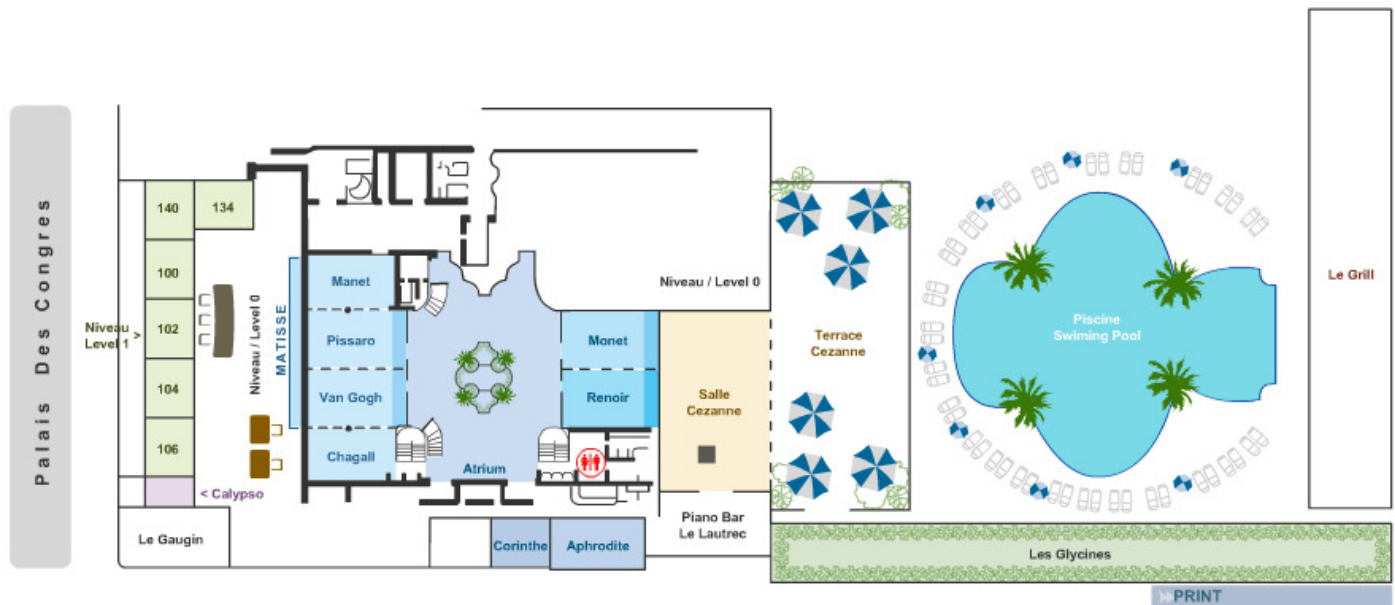 Palais Des Congres
140
134
100
102
104
106
Niveau
Level 1 >
< Calypso
Le Gaugin
Niveau / Level 0
MATISSE
Manet
Pissaro
Van Gogh
Chagall
Atrium
Monet
Renoir
Niveau / Level 0
Salle
Cezanne
Terrace
Cezanne
Piscine
Swiming Pool
Le Grill
Corinthe
Aphrodite
Piano Bar
Le Lautrec
Les Glycines
PRINT